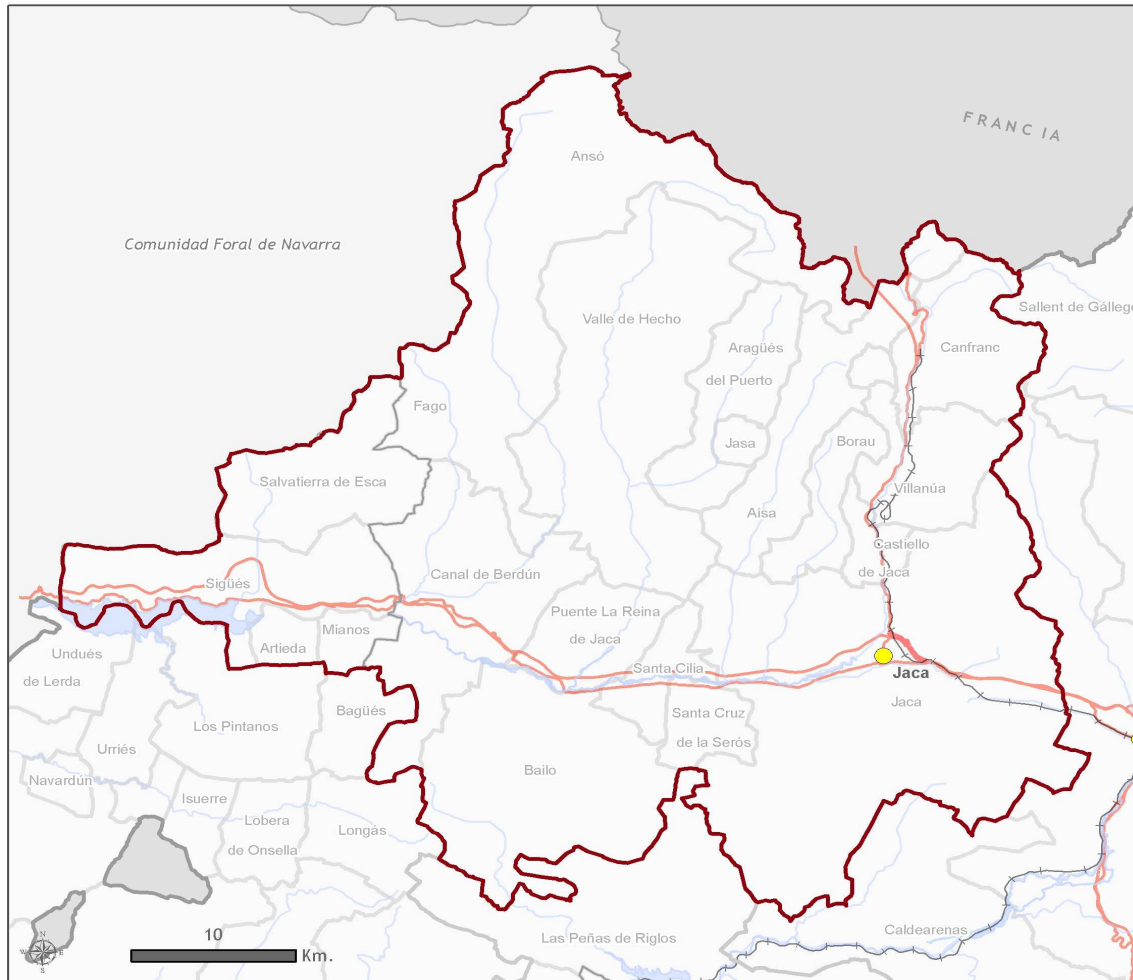 FRANCIA
Ansó
Comunidad Foral de Navarra
Sallent de Gállego
Valle de Hecho
Canfranc
Aragüés
del Puerto
Fago
Jasa
Borau
Salvatierra de Esca
Villanúa
Aísa
Castiello
de Jaca
Canal de Berdún
Sigüés
Puente La Reina
de Jaca
Mianos
Artieda
Undués
de Lerda
Santa Cilia
Jaca
Jaca
Bagüés
Santa Cruz
de la Serós
Los Pintanos
Urriés
Bailo
Navardún
Isuerre
Lobera
de Onsella
Longás
10
Km.
Las Peñas de Riglos
Caldearenas
N
W E
S